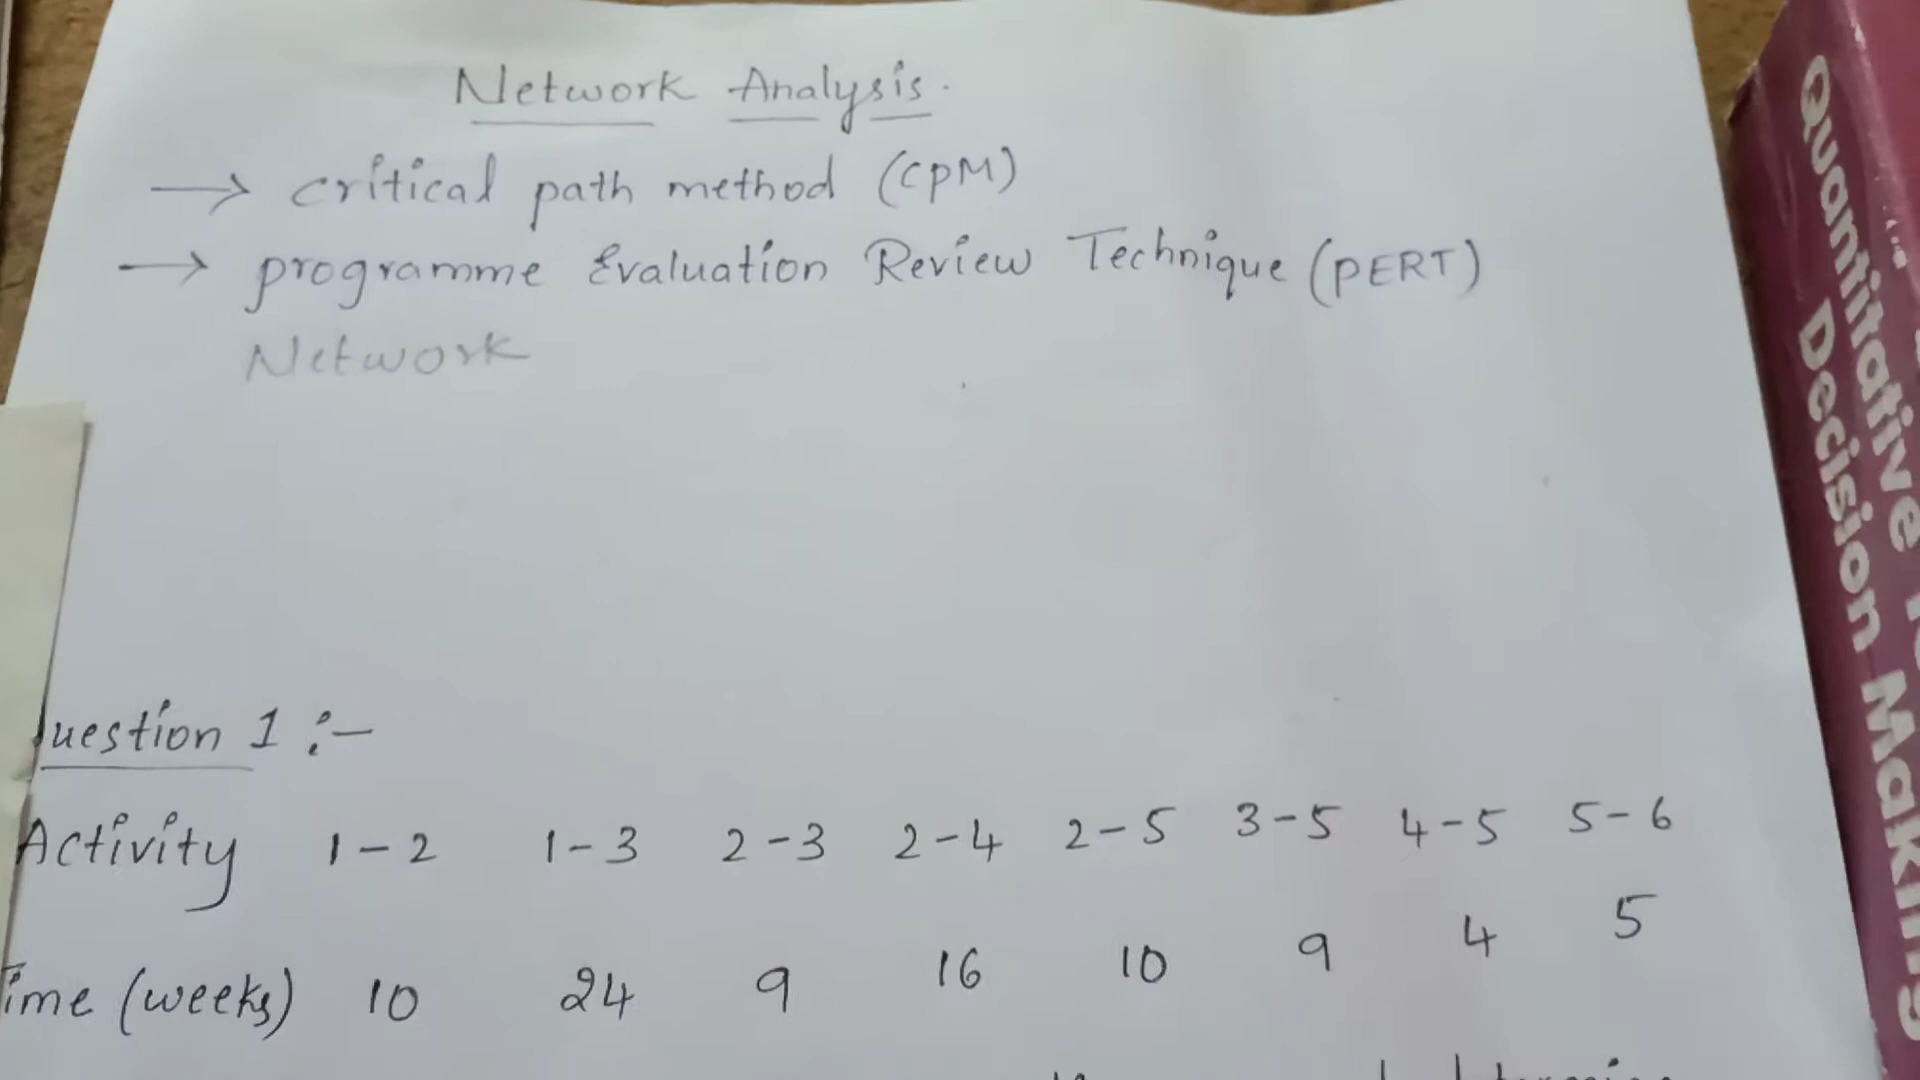 Network Analysis.
→ critical path method (CPM)
→ programme Evaluation Review Technique (PERT)
Network
Question 1 :-
Activity 1-2 1-3 2-3 2-4 2-5 3-5 4-5 5-6
Time (weeks) 10 24 9 16 10 9 4 5
Quantitative
Decision Making